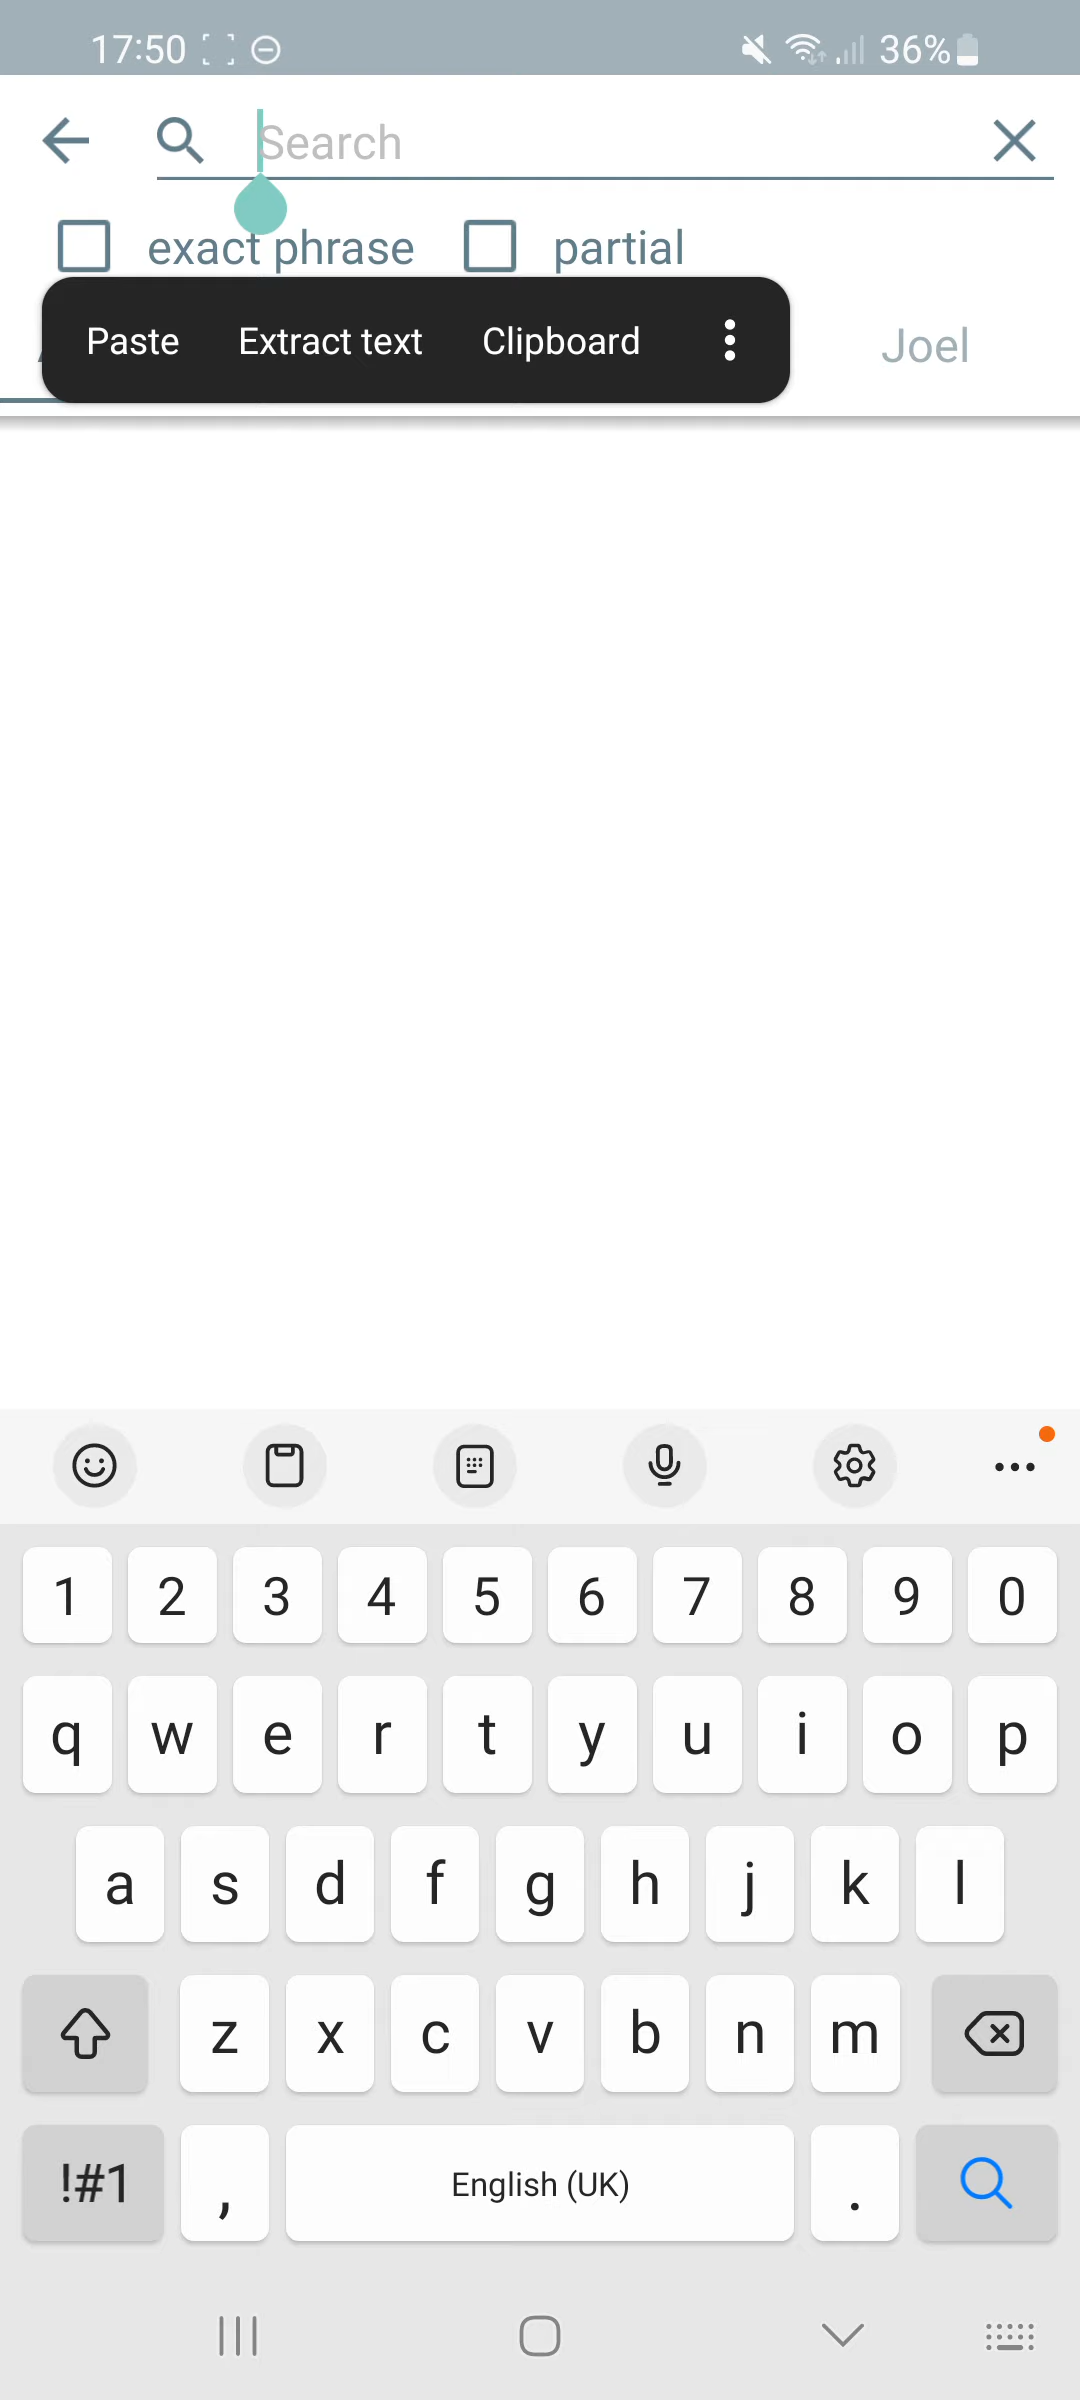 17:50 36%
Search
exact phrase partial
Paste Extract text Clipboard
Joel
1 2 3 4 5 6 7 8 9 0
q w e r t y u i o p
a s d f g h j k l
z x c v b n m
!#1 , English (UK) .